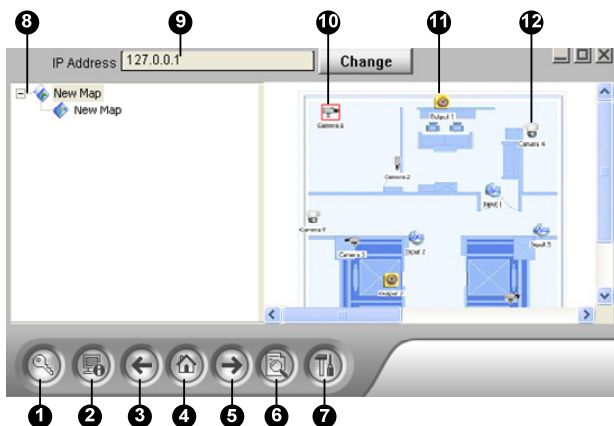 8 9 10 11 12
IP Address 127.0.0.1 Change
New Map
New Map
Camera 1
Output 1
Camera 4
Camera 2
Input 1
Camera 3
Input 2
Input 5
Output 2
1 2 3 4 5 6 7